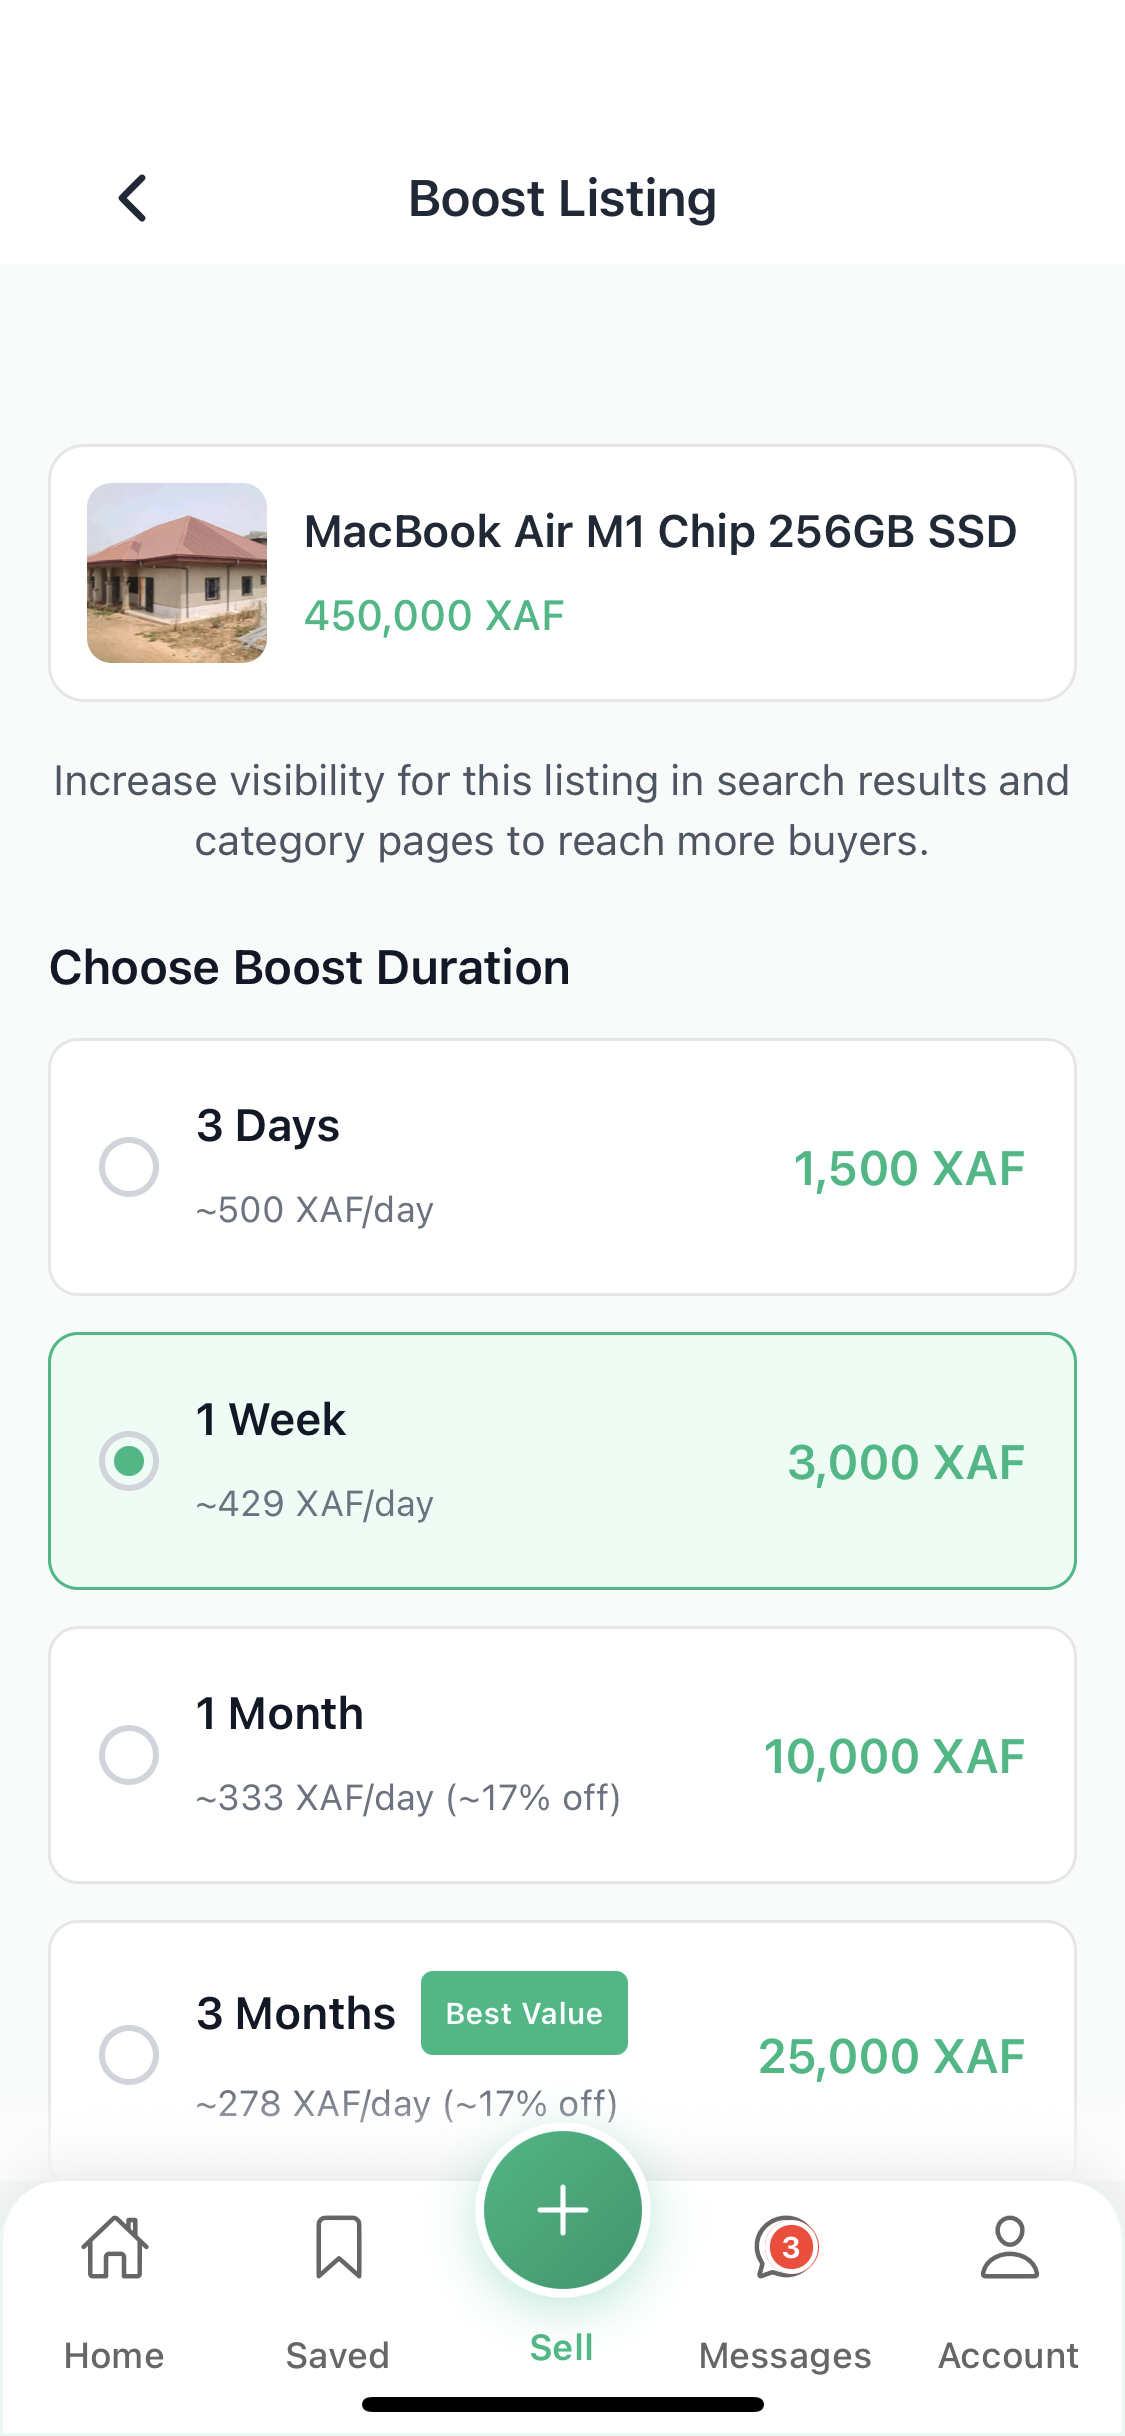 Boost Listing
MacBook Air M1 Chip 256GB SSD
450,000 XAF
Increase visibility for this listing in search results and
category pages to reach more buyers.
Choose Boost Duration
3 Days
~500 XAF/day
1,500 XAF
1 Week
~429 XAF/day
3,000 XAF
1 Month
~333 XAF/day (~17% off)
10,000 XAF
3 Months
Best Value
~278 XAF/day (~17% off)
25,000 XAF
3
Home
Saved
Sell
Messages
Account